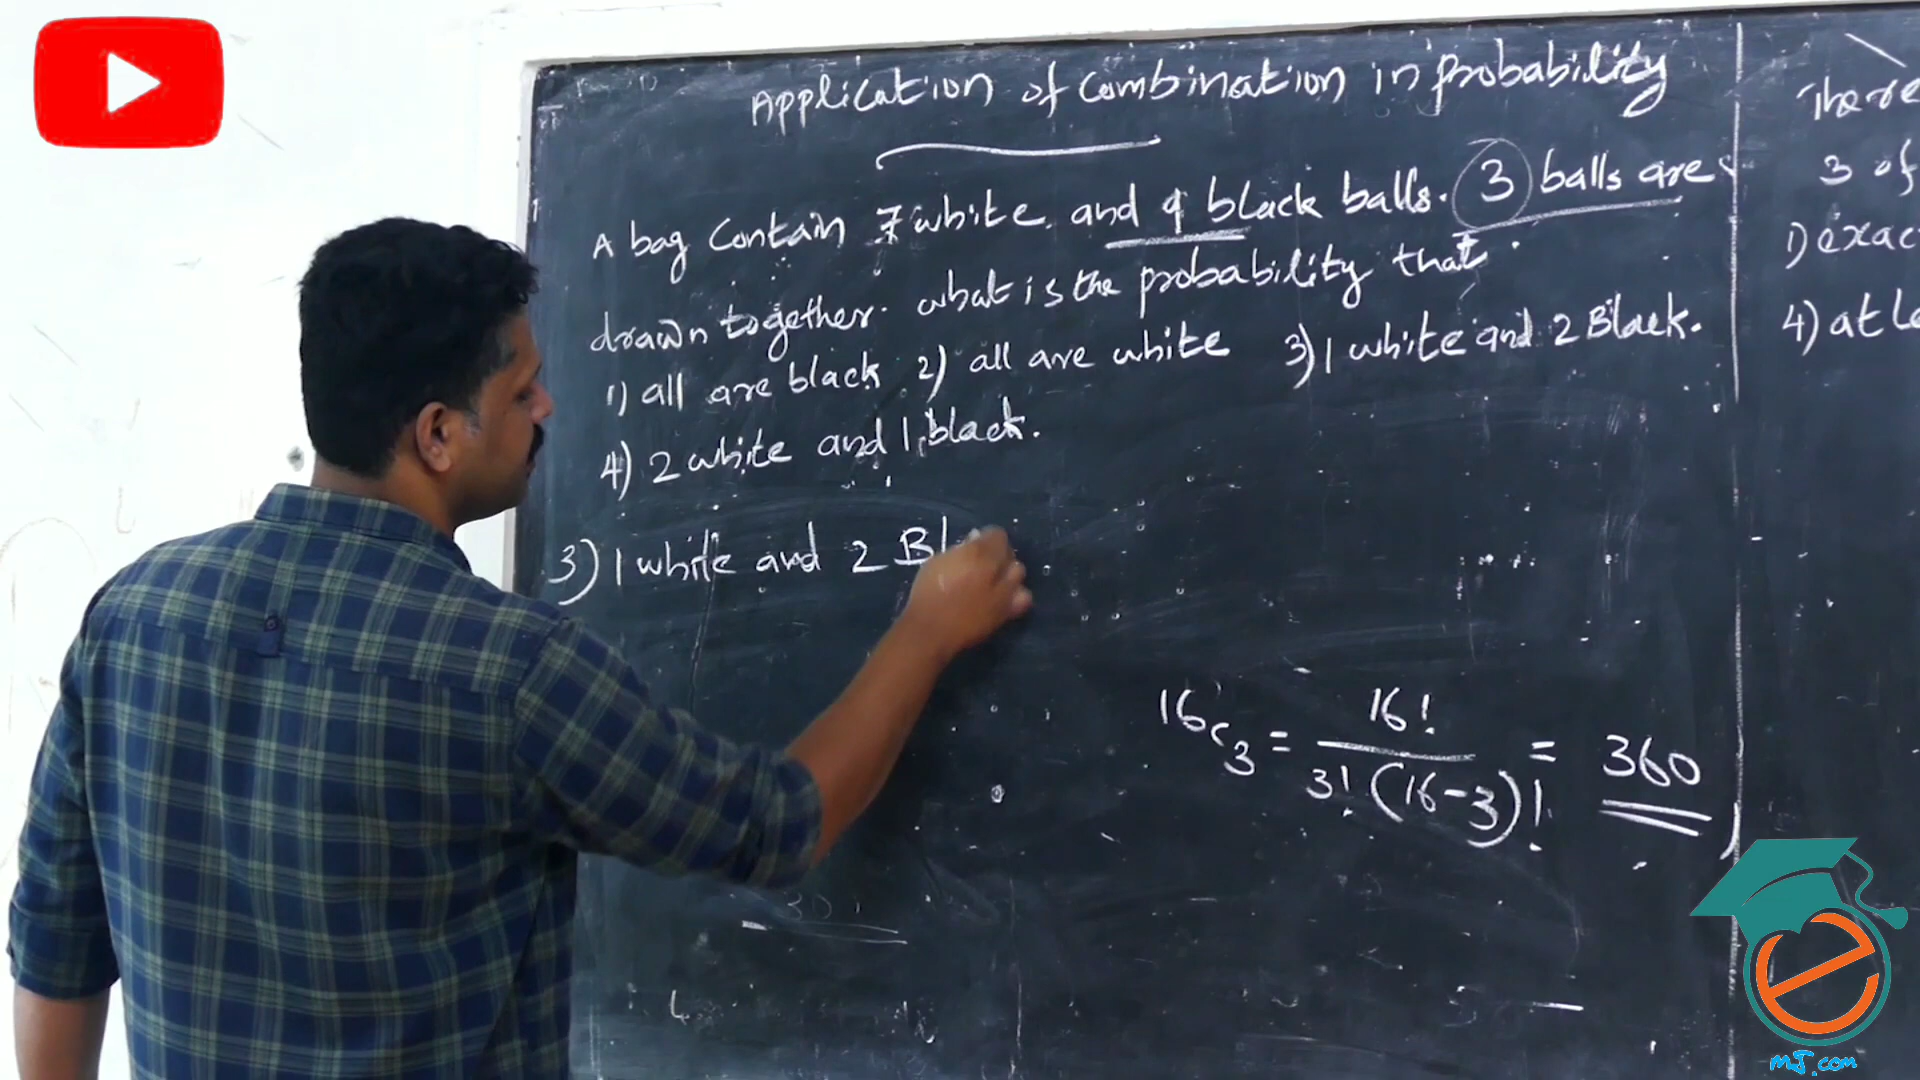 Application of Combination in Probability
A bag Contain 7 white and 9 black balls. 3 balls are
drawn together. what is the probability that
1) all are black 2) all are white 3) 1 white and 2 Black.
4) 2 white and 1 black.
3) 1 white and 2 Bl
16c3 = 16! / 3! (16-3)! = 360
There
3 of
1) exac
4) at le
mJ.com